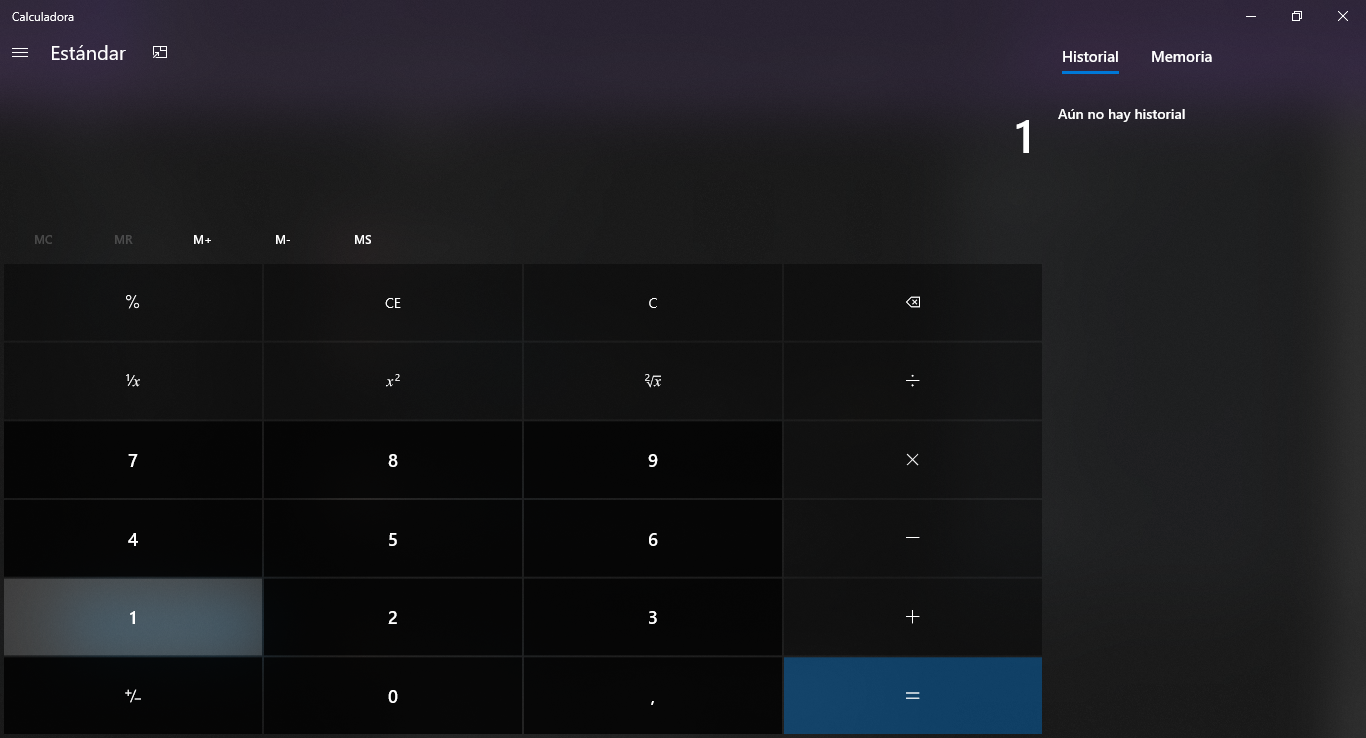 Calculadora
Estándar
Historial Memoria
Aún no hay historial
1
MC MR M+ M- MS
% CE C
¹/x x² ²√x ÷
7 8 9 ×
4 5 6 −
1 2 3 +
+/− 0 , =